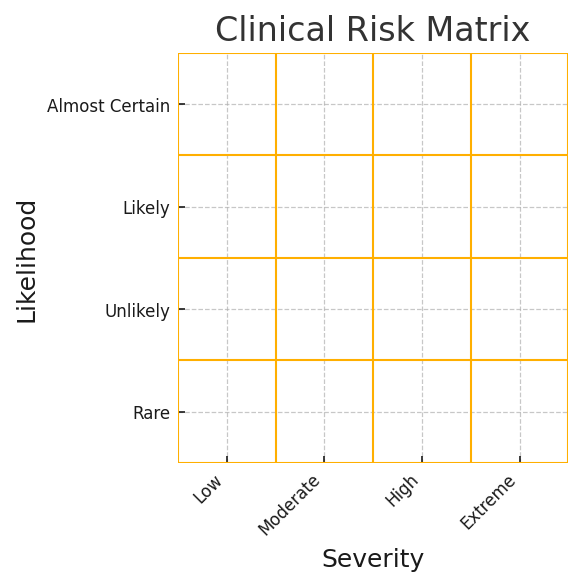 Clinical Risk Matrix
Almost Certain
Likely
Unlikely
Rare
Likelihood
Low
Moderate
High
Extreme
Severity